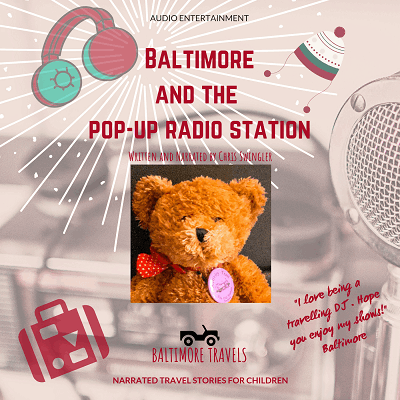 AUDIO ENTERTAINMENT
BALTIMORE
AND THE
POP-UP RADIO STATION
WRITTEN AND NARRATED BY CHRIS SWINGLER
"I love being a
travelling DJ. Hope
you enjoy my shows!"
Baltimore
BALTIMORE TRAVELS
NARRATED TRAVEL STORIES FOR CHILDREN